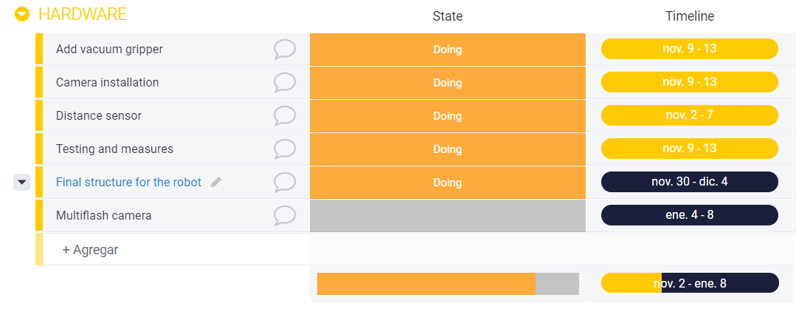 HARDWARE State Timeline
Add vacuum gripper Doing nov. 9 - 13
Camera installation Doing nov. 9 - 13
Distance sensor Doing nov. 2 - 7
Testing and measures Doing nov. 9 - 13
Final structure for the robot Doing nov. 30 - dic. 4
Multiflash camera ene. 4 - 8
+ Agregar
nov. 2 - ene. 8